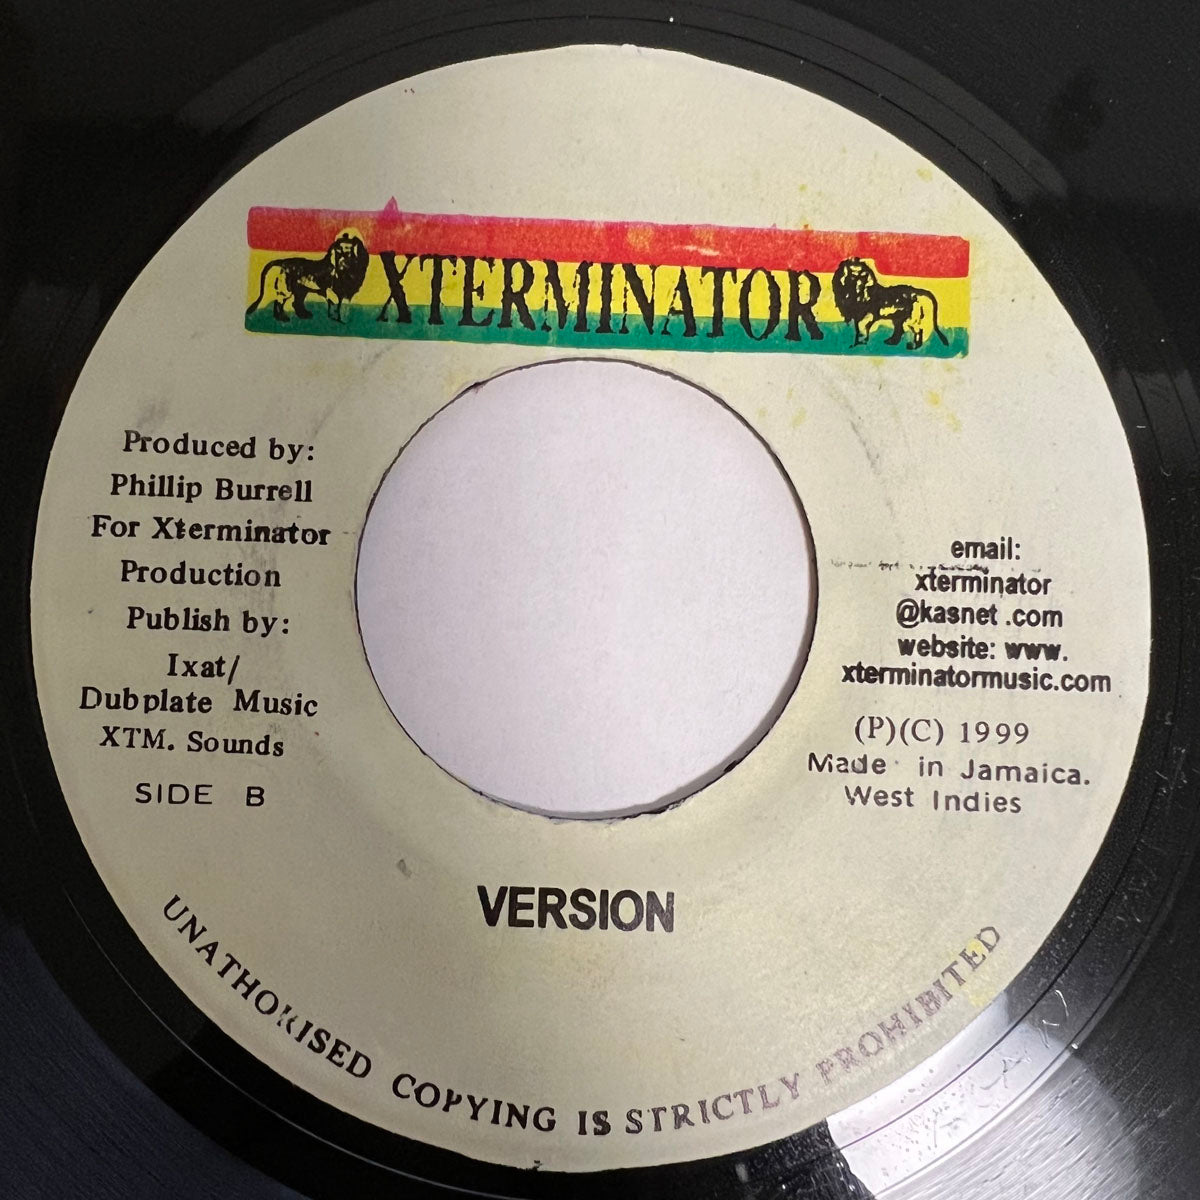 XTERMINATOR
Produced by:
Phillip Burrell
For Xterminator
Production
Publish by:
Ixat/
Dubplate Music
XTM. Sounds
SIDE B
email:
xterminator
@kasnet .com
website: www.
xterminatormusic.com
(P)(C) 1999
Made in Jamaica.
West Indies
VERSION
UNATHORISED COPYING IS STRICTLY PROHIBITED